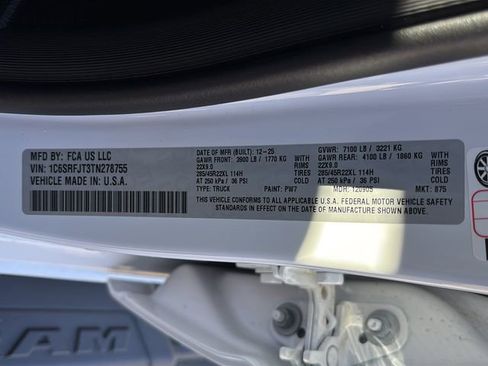 MFD BY: FCA US LLC
VIN: 1C6SRFJT3TN278755
VEHICLE MADE IN U.S.A.
DATE OF MFR (BUILT): 12-25
GAWR FRONT: 3900 LB / 1770 KG
22X9.0
285/45R22XL 114H
AT 250 kPa / 36 PSI
TYPE: TRUCK
RIMS
TIRES
COLD
PAINT: PW7
GVWR: 7100 LB / 3221 KG
GAWR REAR: 4100 LB / 1860 KG
22X9.0
285/45R22XL 114H
AT 250 kPa / 36 PSI
MDR: 120905
RIMS
TIRES
COLD
MKT: 875
THIS VEHICLE CONFORMS TO ALL APPLICABLE U.S.A. FEDERAL MOTOR VEHICLE SAFETY
STANDARDS IN EFFECT ON THE DATE OF MANUFACTURE SHOWN ABOVE
RAM